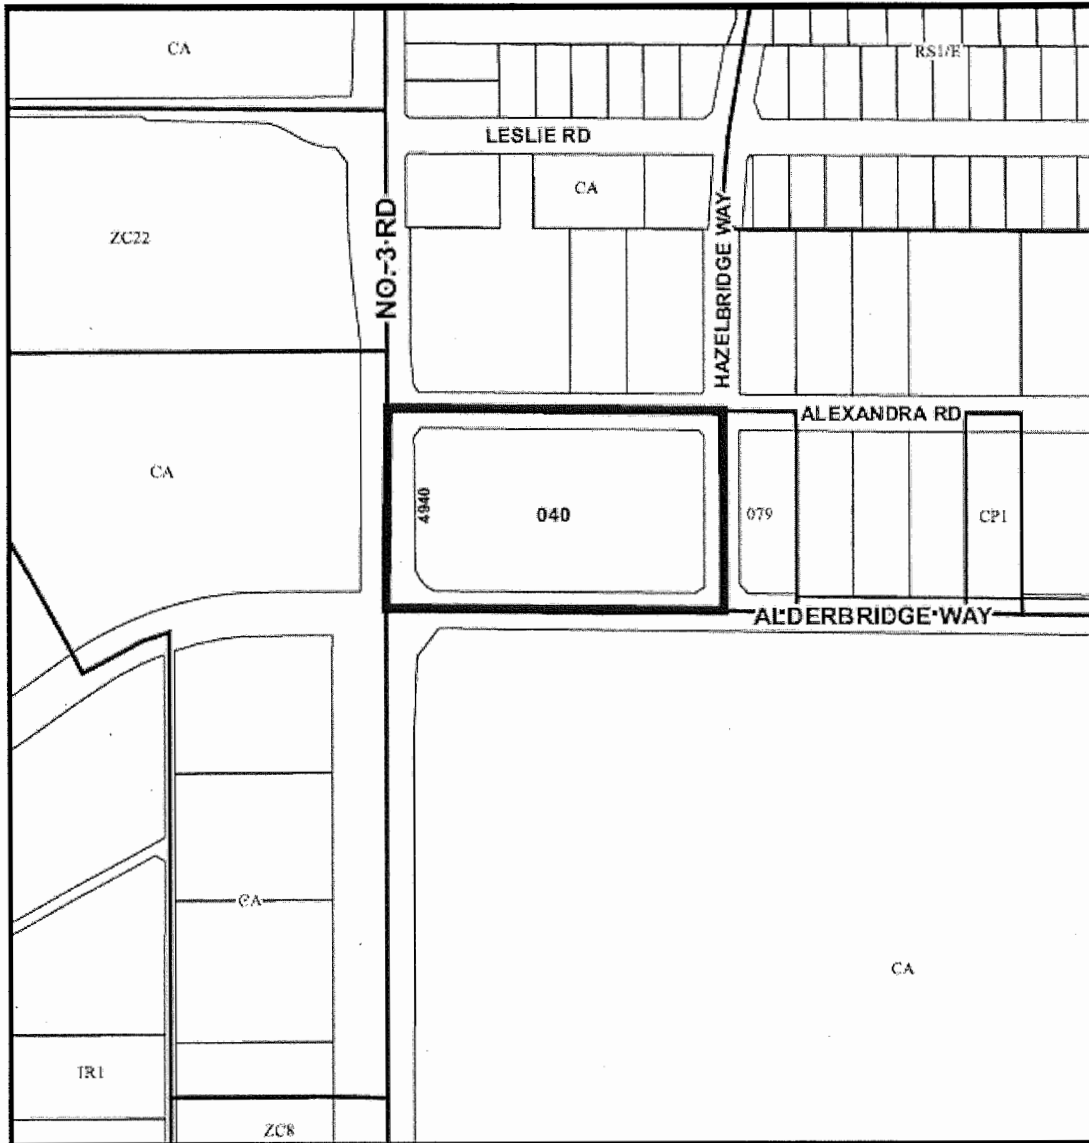 CA
RS1/E
LESLIE RD
CA
NO. 3 RD
HAZELBRIDGE WAY
ZC22
ALEXANDRA RD
CA
4940
040
079
CP1
ALDERBRIDGE WAY
CA
CA
IR1
ZC8